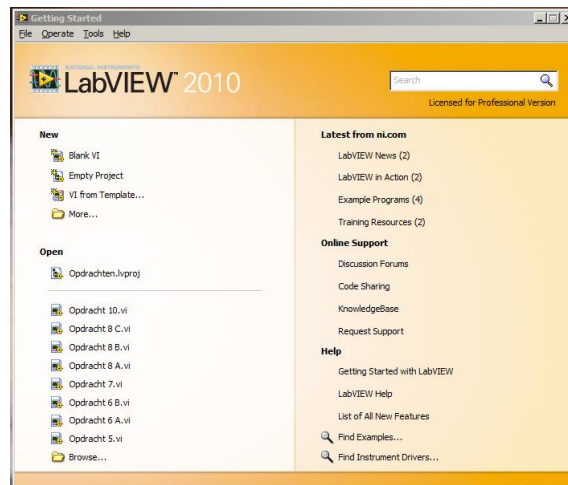 Getting Started
File Operate Tools Help
NATIONAL INSTRUMENTS
LabVIEW™ 2010
Search
Licensed for Professional Version
New
Blank VI
Empty Project
VI from Template...
More...
Open
Opdrachten.lvproj
Opdracht 10.vi
Opdracht 8 C.vi
Opdracht 8 B.vi
Opdracht 8 A.vi
Opdracht 7.vi
Opdracht 6 B.vi
Opdracht 6 A.vi
Opdracht 5.vi
Browse...
Latest from ni.com
LabVIEW News (2)
LabVIEW in Action (2)
Example Programs (4)
Training Resources (2)
Online Support
Discussion Forums
Code Sharing
KnowledgeBase
Request Support
Help
Getting Started with LabVIEW
LabVIEW Help
List of All New Features
Find Examples...
Find Instrument Drivers...